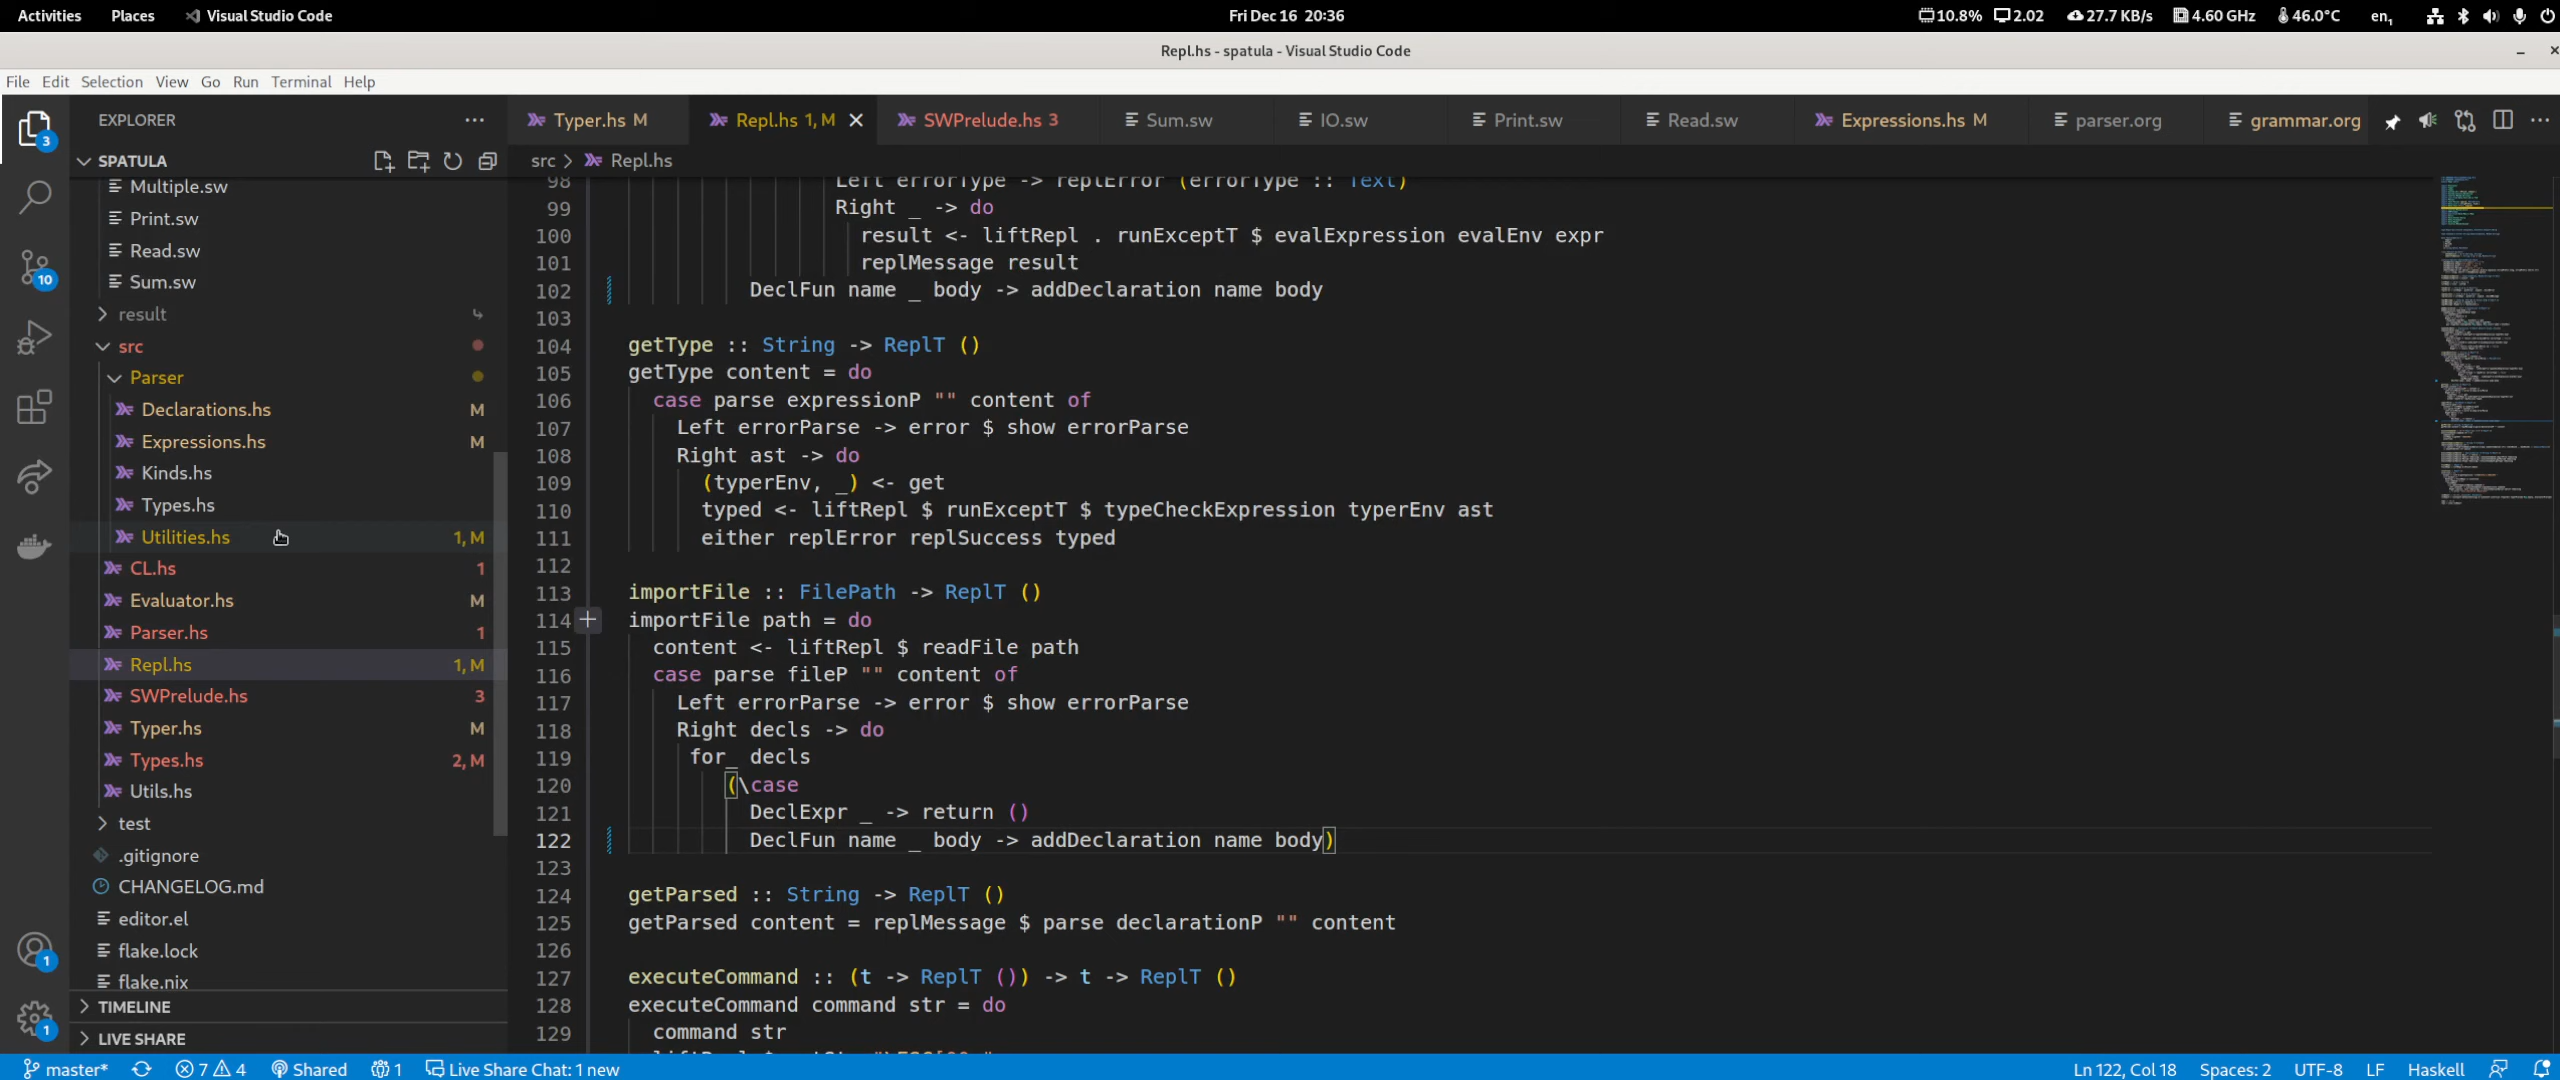 Activities Places Visual Studio Code Fri Dec 16 20:36 10.8% 2.02 27.7 KB/s 4.60 GHz 46.0°C en₁
Repl.hs - spatula - Visual Studio Code
File Edit Selection View Go Run Terminal Help
EXPLORER
Typer.hs M Repl.hs 1, M SWPrelude.hs 3 Sum.sw IO.sw Print.sw Read.sw Expressions.hs M parser.org grammar.org
3
SPATULA
src > Repl.hs
Multiple.sw
Print.sw
Read.sw
Sum.sw
10
result
src
Parser
Declarations.hs M
Expressions.hs M
Kinds.hs
Types.hs
Utilities.hs 1, M
CL.hs 1
Evaluator.hs M
Parser.hs 1
Repl.hs 1, M
SWPrelude.hs 3
Typer.hs M
Types.hs 2, M
Utils.hs
test
.gitignore
CHANGELOG.md
editor.el
flake.lock
flake.nix
1
TIMELINE
1
LIVE SHARE
98 Left errorType -> replError (errorType :: Text)
99 Right _ -> do
100 result <- liftRepl . runExceptT $ evalExpression evalEnv expr
101 replMessage result
102 DeclFun name _ body -> addDeclaration name body
103
104 getType :: String -> ReplT ()
105 getType content = do
106 case parse expressionP "" content of
107 Left errorParse -> error $ show errorParse
108 Right ast -> do
109 (typerEnv, _) <- get
110 typed <- liftRepl $ runExceptT $ typeCheckExpression typerEnv ast
111 either replError replSuccess typed
112
113 importFile :: FilePath -> ReplT ()
114 importFile path = do
115 content <- liftRepl $ readFile path
116 case parse fileP "" content of
117 Left errorParse -> error $ show errorParse
118 Right decls -> do
119 for_ decls
120 (\case
121 DeclExpr _ -> return ()
122 DeclFun name _ body -> addDeclaration name body)
123
124 getParsed :: String -> ReplT ()
125 getParsed content = replMessage $ parse declarationP "" content
126
127 executeCommand :: (t -> ReplT ()) -> t -> ReplT ()
128 executeCommand command str = do
129 command str
master* 7 4 Shared 1 Live Share Chat: 1 new Ln 122, Col 18 Spaces: 2 UTF-8 LF Haskell